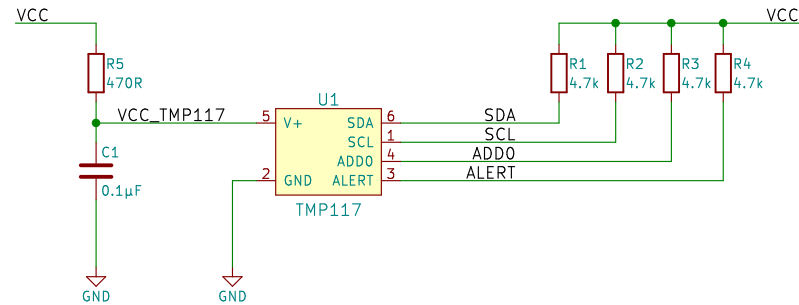 VCC
VCC
R5
470R
R1
4.7k
R2
4.7k
R3
4.7k
R4
4.7k
U1
VCC_TMP117
5
V+
SDA
6
SDA
SCL
1
SCL
ADD0
4
ADD0
2
GND
ALERT
3
ALERT
C1
0.1µF
TMP117
GND
GND